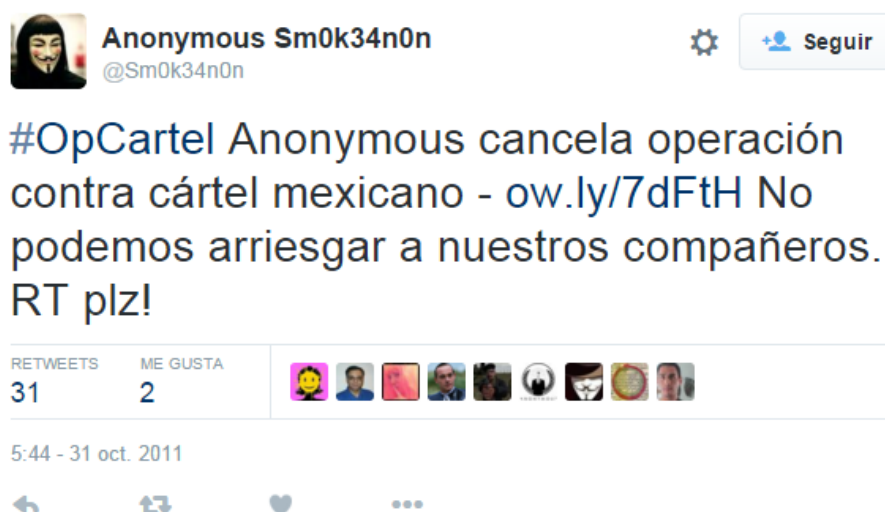 Anonymous Sm0k34n0n
@Sm0k34n0n
Seguir
#OpCartel Anonymous cancela operación
contra cártel mexicano - ow.ly/7dFtH No
podemos arriesgar a nuestros compañeros.
RT plz!
RETWEETS ME GUSTA
31 2
5:44 - 31 oct. 2011